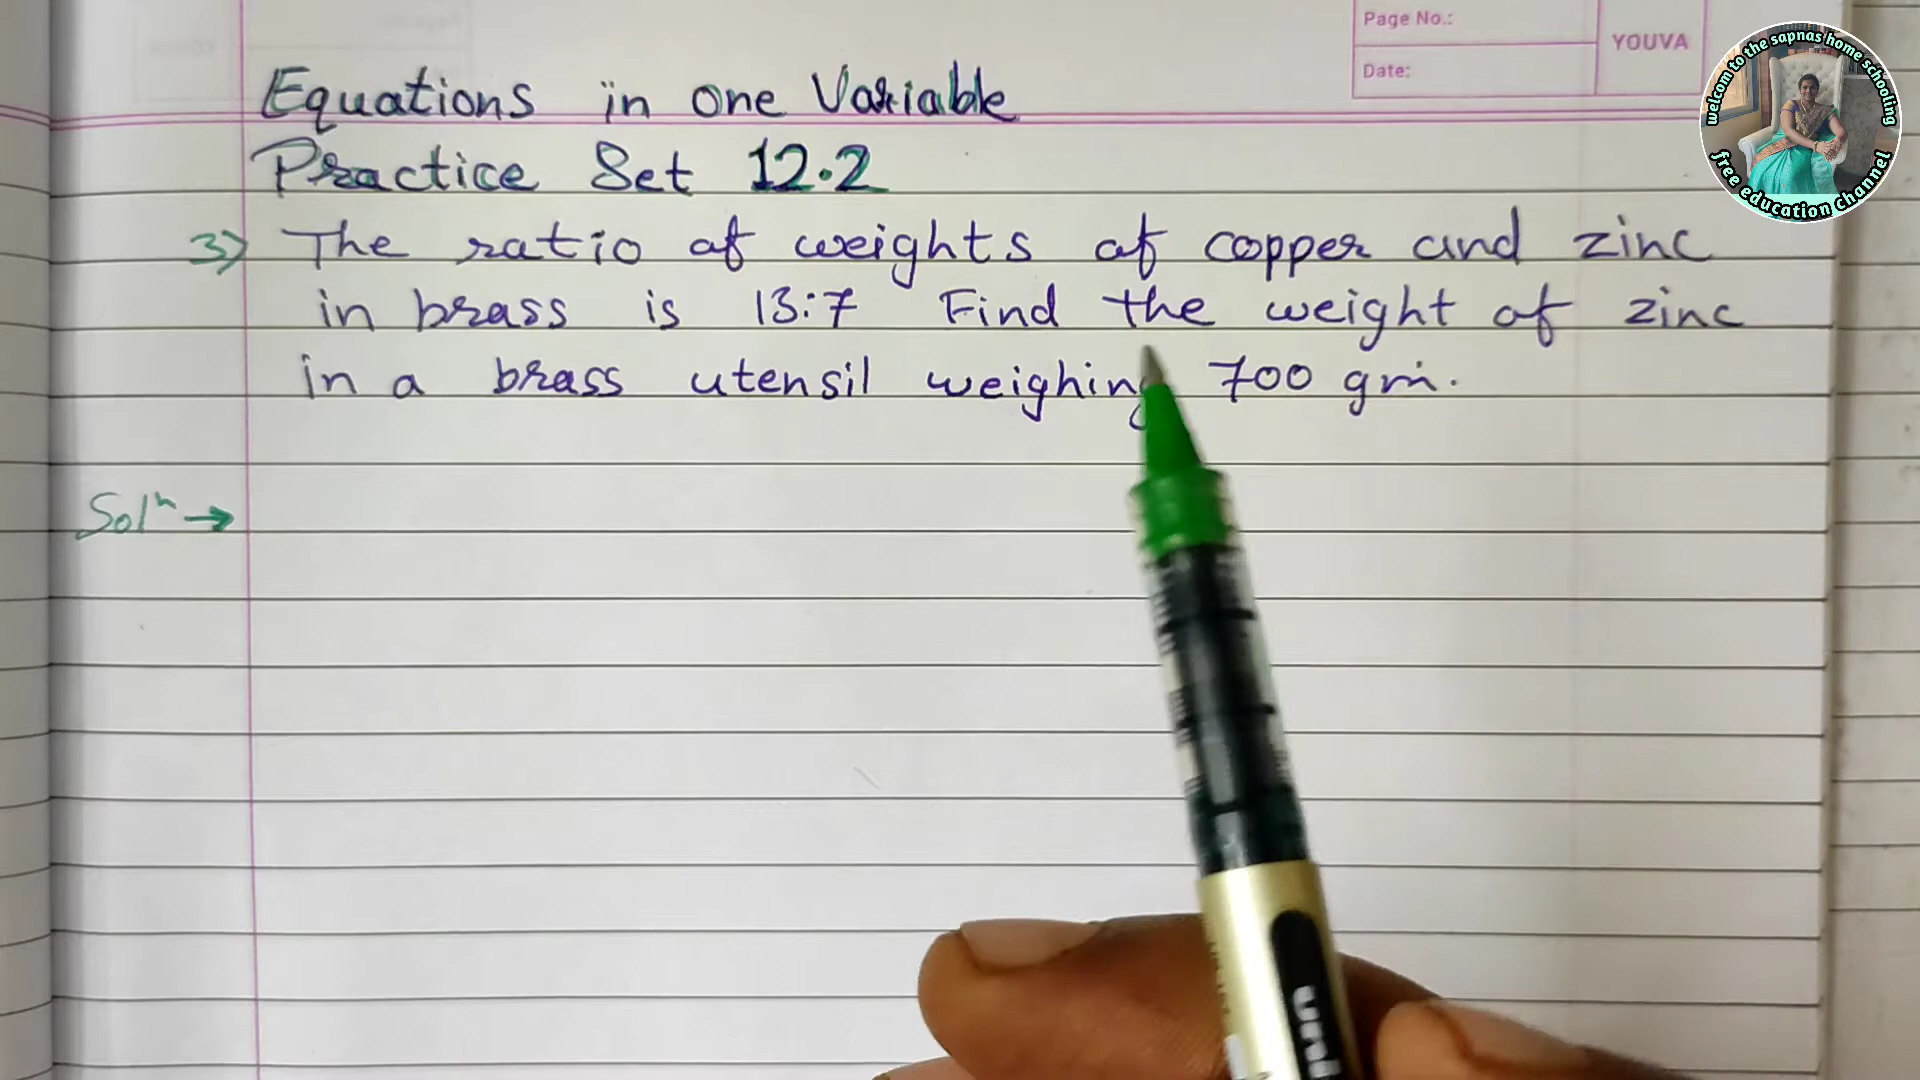 Page No.:
YOUVA
Date:
welcom to the sapnas home schooling
free education channel
Equations in one Variable
Practice Set 12.2
3) The ratio of weights of copper and zinc
in brass is 13:7 Find the weight of zinc
in a brass utensil weighing 700 gm.
Solⁿ →
uni